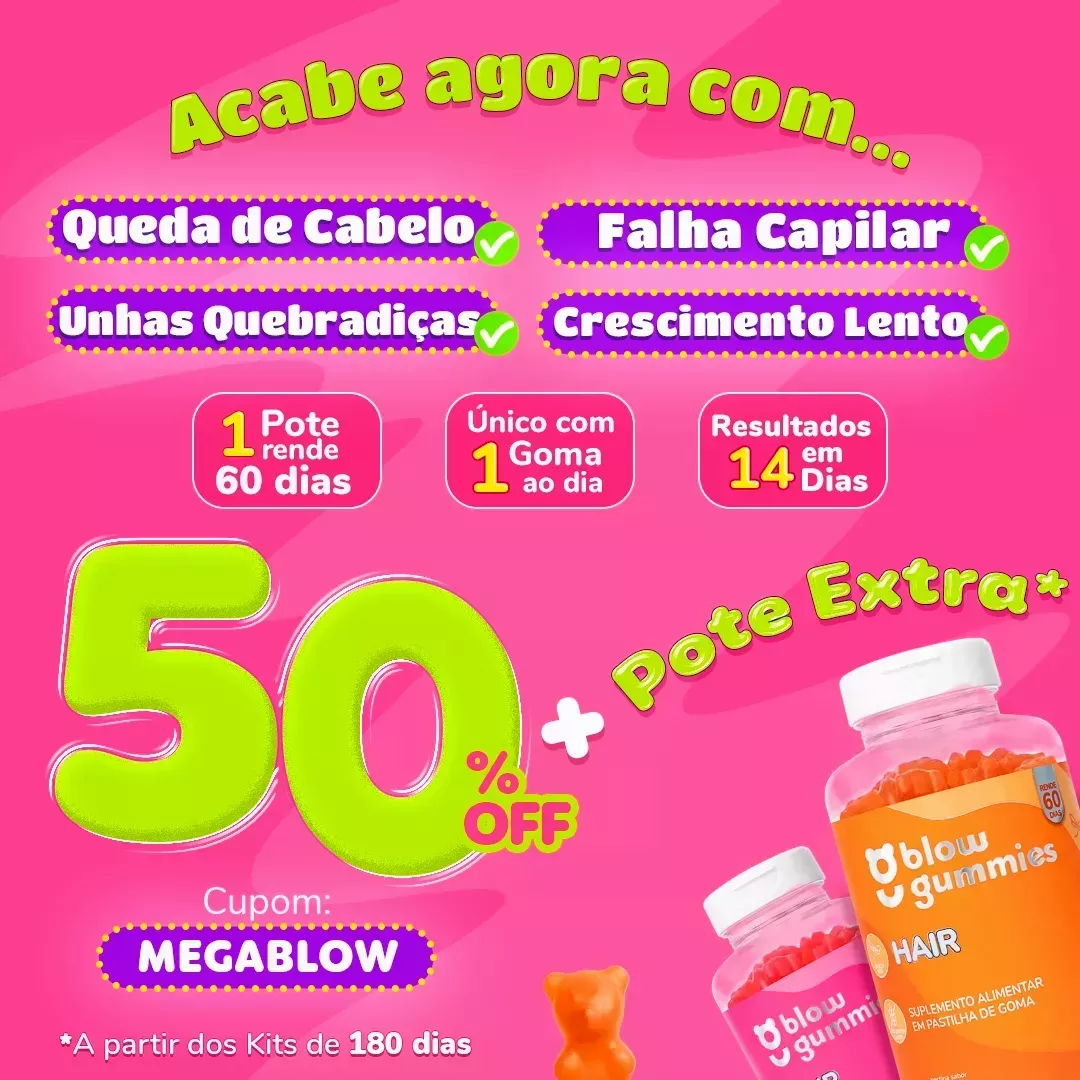 Acabe agora com...
Queda de Cabelo
Falha Capilar
Unhas Quebradiças
Crescimento Lento
1 Pote
rende
60 dias
Único com
1 Goma
ao dia
Resultados
14 em
Dias
50
%
OFF
+
Pote Extra*
Cupom:
MEGABLOW
*A partir dos Kits de 180 dias
RENDE
60
DIAS
blow
gummies
HAIR
SUPLEMENTO ALIMENTAR
EM PASTILHA DE GOMA
blow